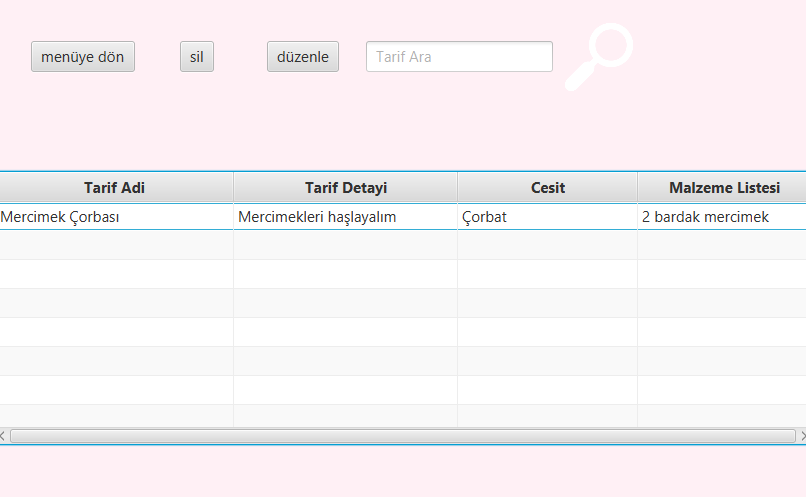 menüye dön sil düzenle Tarif Ara
Tarif Adi Tarif Detayi Cesit Malzeme Listesi
Mercimek Çorbası Mercimekleri haşlayalım Çorbat 2 bardak mercimek